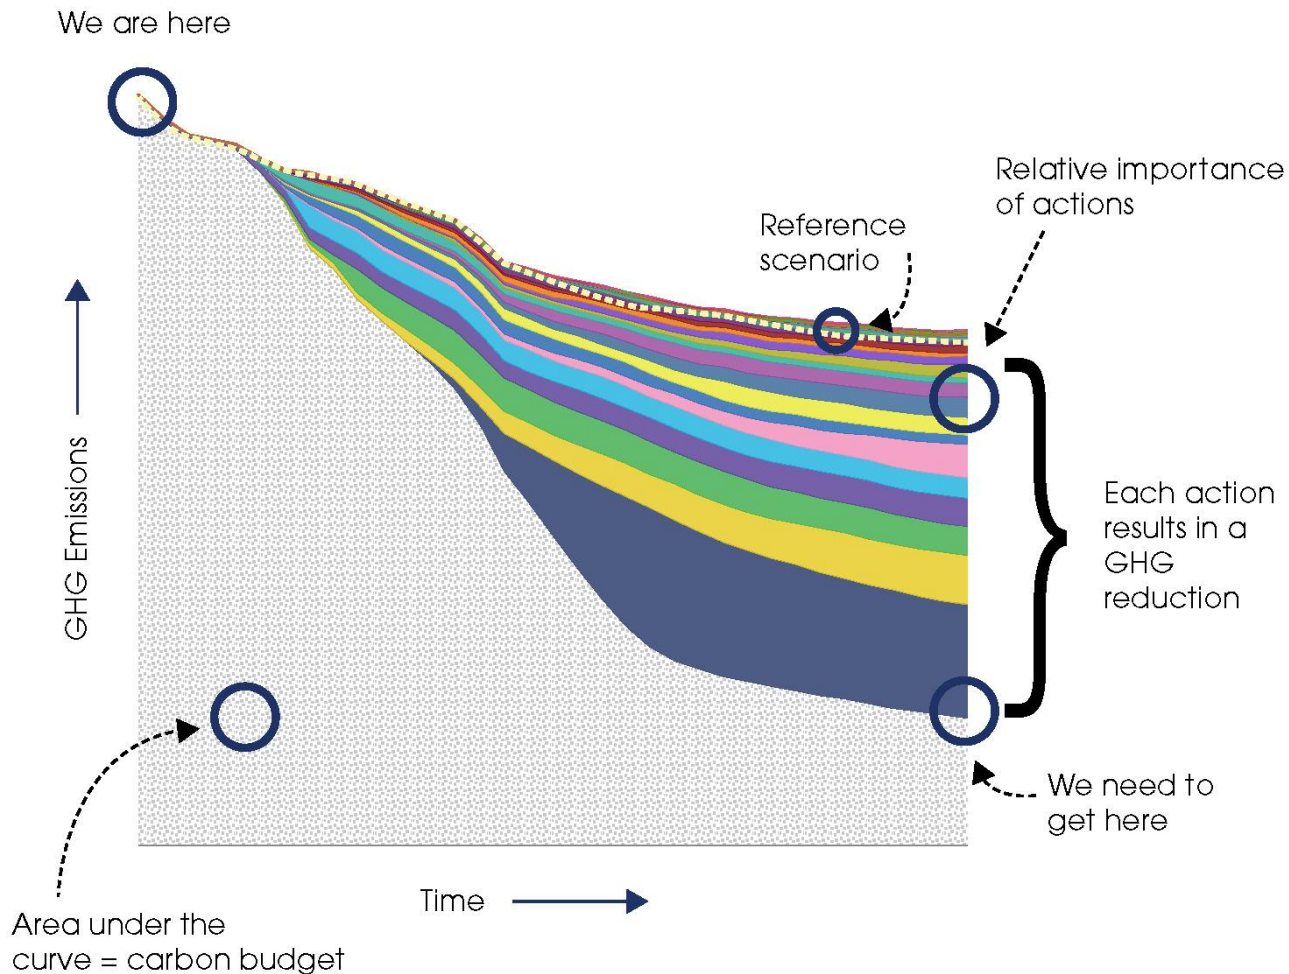 We are here
Relative importance
of actions
Reference
scenario
GHG Emissions
Each action
results in a
GHG
reduction
We need to
get here
Time
Area under the
curve = carbon budget